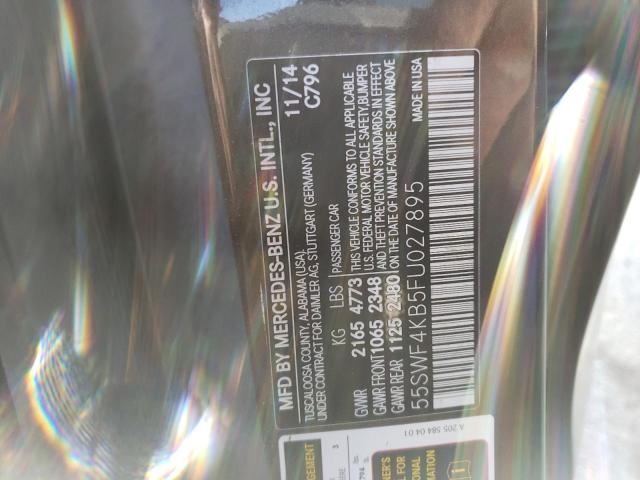 MFD BY MERCEDES-BENZ U.S. INTL., INC
TUSCALOOSA COUNTY, ALABAMA (USA),
UNDER CONTRACT FOR DAIMLER AG, STUTTGART (GERMANY)
11/14
C796
KG LBS PASSENGER CAR
GVWR 2165 4773 THIS VEHICLE CONFORMS TO ALL APPLICABLE
GAWR FRONT 1065 2348 U.S. FEDERAL MOTOR VEHICLE SAFETY, BUMPER
GAWR REAR 1125 2480 AND THEFT PREVENTION STANDARDS IN EFFECT
ON THE DATE OF MANUFACTURE SHOWN ABOVE
55SWF4KB5FU027895
MADE IN USA
A 205 584 04 01
3